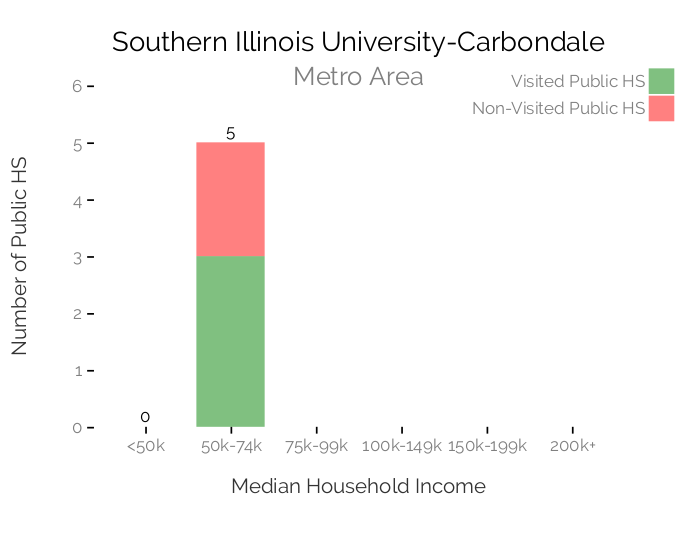 Southern Illinois University-Carbondale
Metro Area
Visited Public HS
Non-Visited Public HS
Number of Public HS
6
5
4
3
2
1
0
5
0
<50k
50k-74k
75k-99k
100k-149k
150k-199k
200k+
Median Household Income